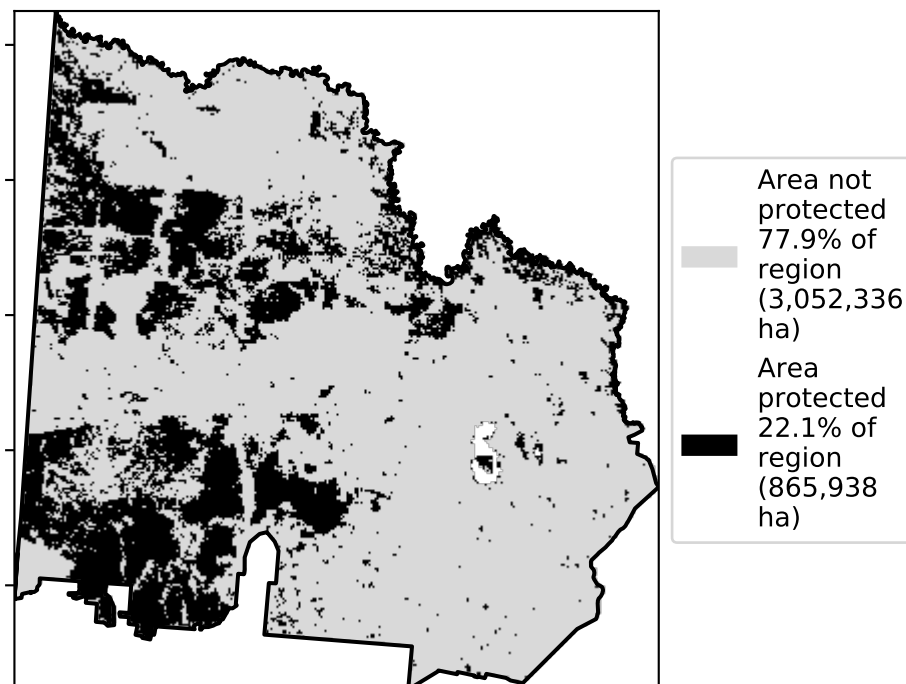 Area not
protected
77.9% of
region
(3,052,336
ha)
Area
protected
22.1% of
region
(865,938
ha)